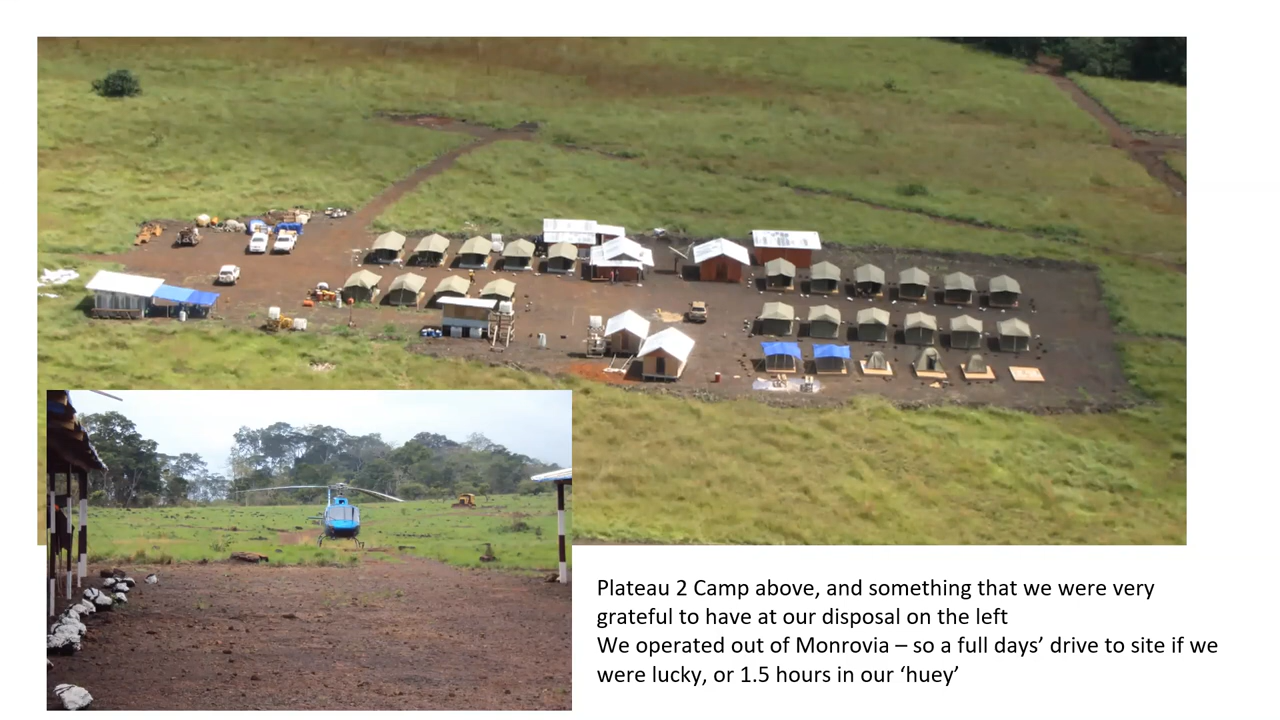 Plateau 2 Camp above, and something that we were very
grateful to have at our disposal on the left
We operated out of Monrovia – so a full days’ drive to site if we
were lucky, or 1.5 hours in our ‘huey’